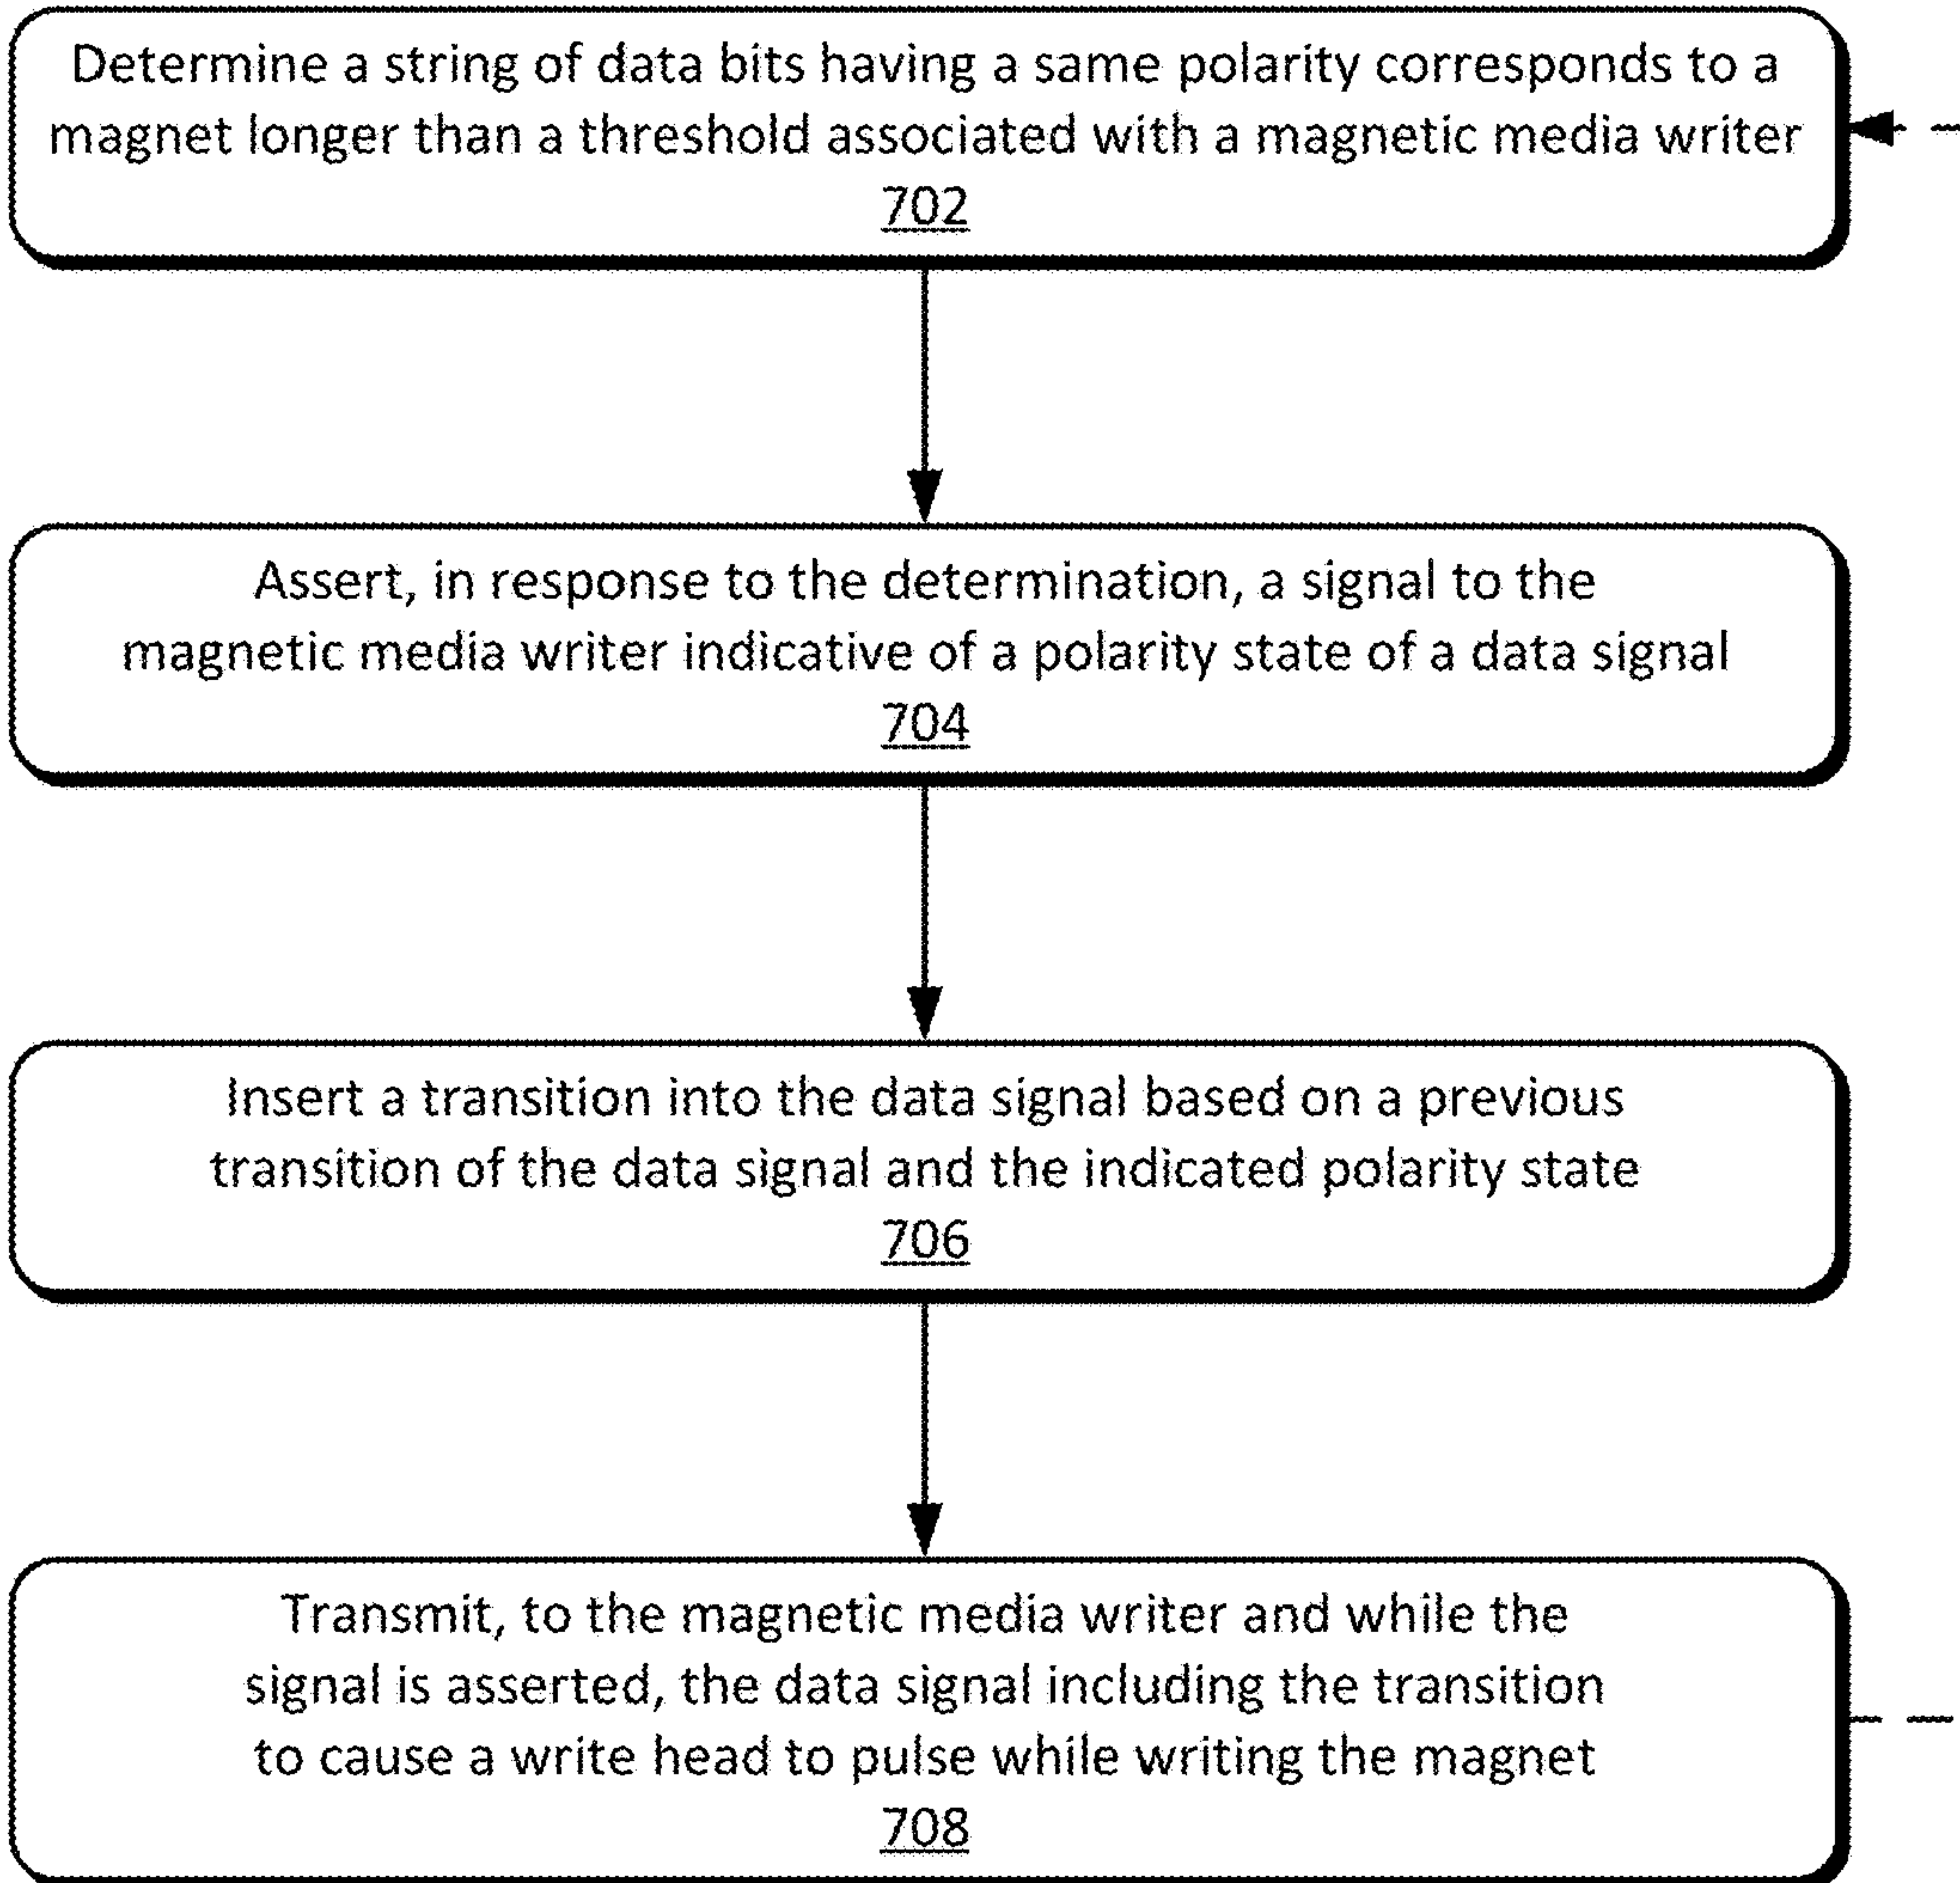 Determine a string of data bits having a same polarity corresponds to a
magnet longer than a threshold associated with a magnetic media writer
702
Assert, in response to the determination, a signal to the
magnetic media writer indicative of a polarity state of a data signal
704
Insert a transition into the data signal based on a previous
transition of the data signal and the indicated polarity state
706
Transmit, to the magnetic media writer and while the
signal is asserted, the data signal including the transition
to cause a write head to pulse while writing the magnet
708